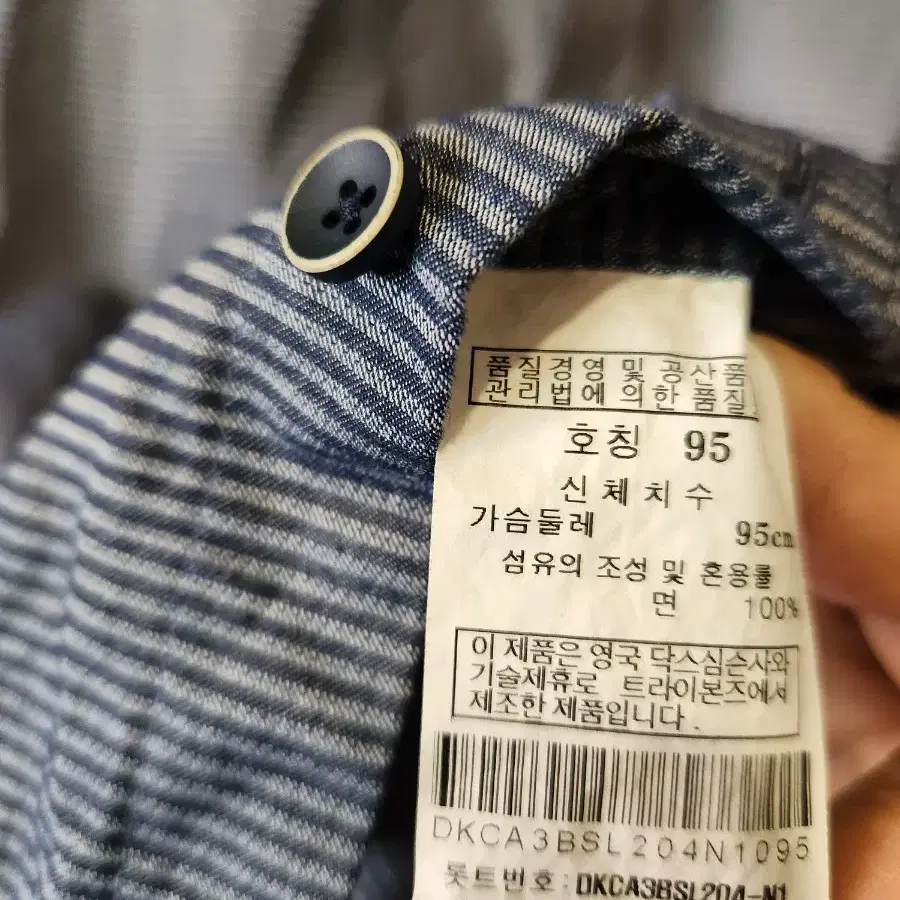 품질경영 및 공산품
관리법에 의한 품질
호칭 95
신체치수
가슴둘레 95cm
섬유의 조성 및 혼용률
면 100%
이 제품은 영국 닥스심슨사와
기술제휴로 트라이본즈에서
제조한 제품입니다.
DKCA3BSL204N1095
롯트번호:DKCA3BSL204-N1